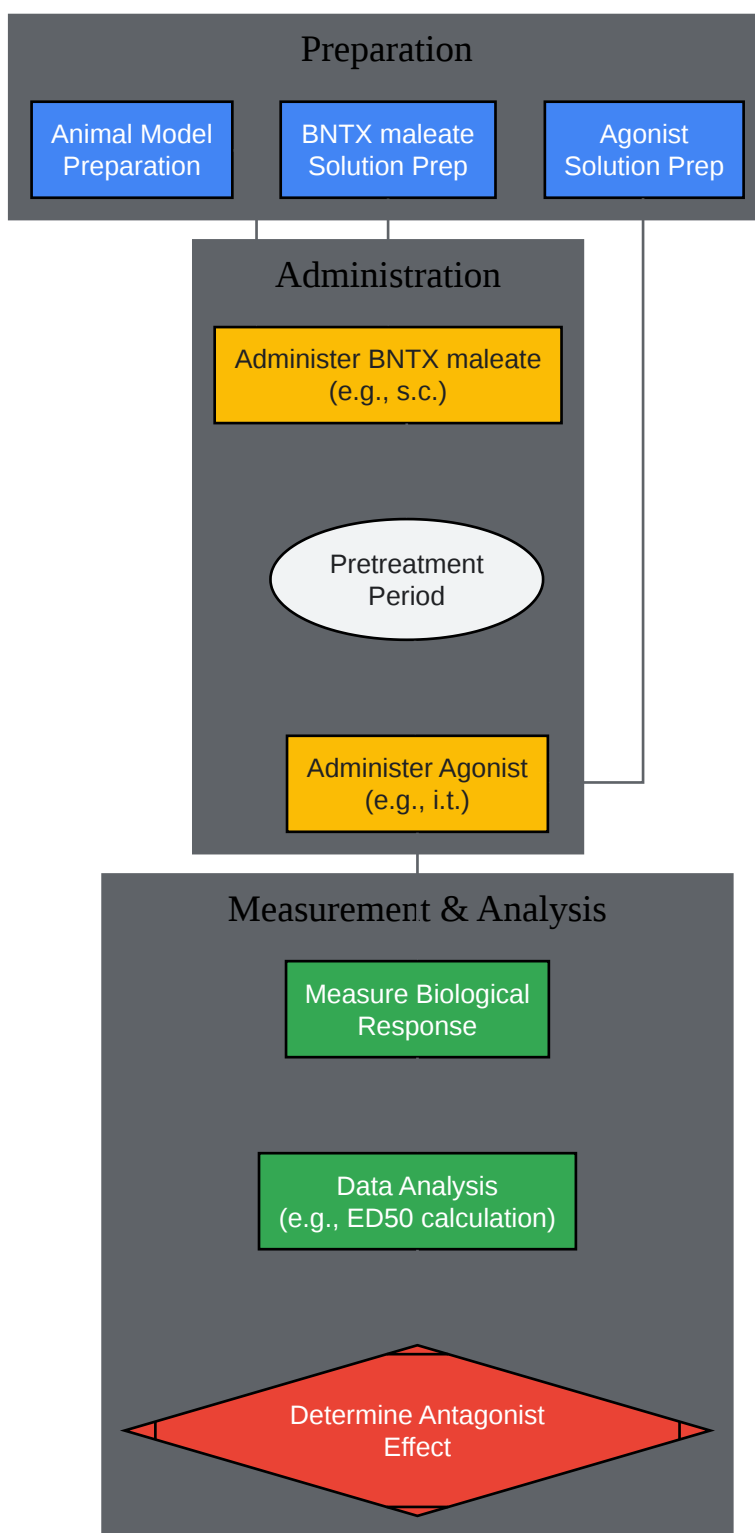 Preparation
Animal Model
Preparation
BNTX maleate
Solution Prep
Agonist
Solution Prep
Administration
Administer BNTX maleate
(e.g., s.c.)
Pretreatment
Period
Administer Agonist
(e.g., i.t.)
Measurement & Analysis
Measure Biological
Response
Data Analysis
(e.g., ED50 calculation)
Determine Antagonist
Effect